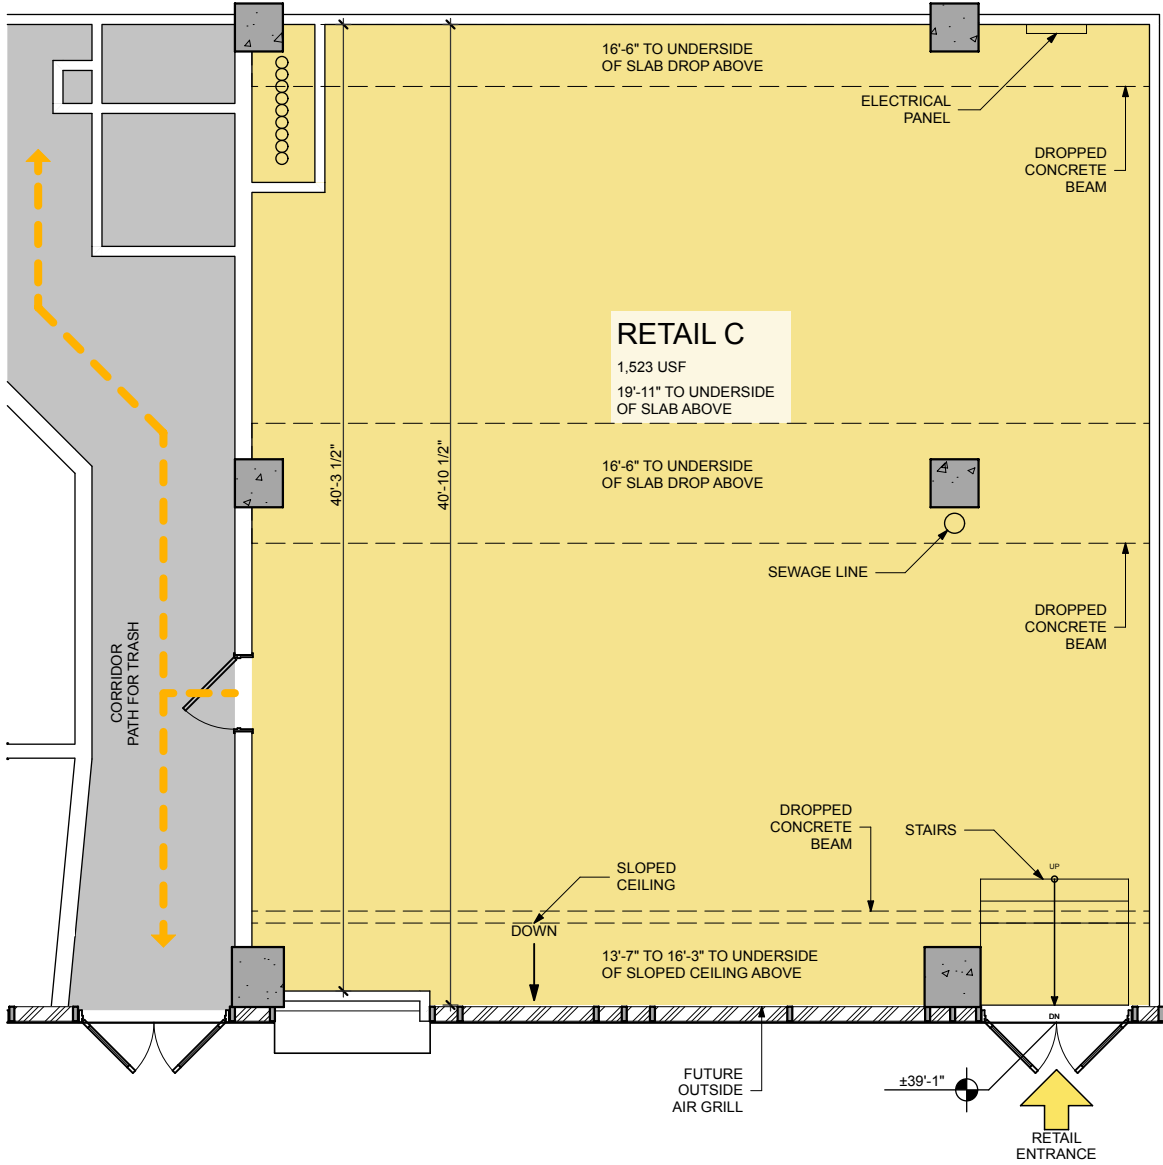 16'-6" TO UNDERSIDE
OF SLAB DROP ABOVE
ELECTRICAL
PANEL
DROPPED
CONCRETE
BEAM
RETAIL C
1,523 USF
19'-11" TO UNDERSIDE
OF SLAB ABOVE
40'-3 1/2"
40'-10 1/2"
16'-6" TO UNDERSIDE
OF SLAB DROP ABOVE
SEWAGE LINE
DROPPED
CONCRETE
BEAM
CORRIDOR
PATH FOR TRASH
DROPPED
CONCRETE
BEAM
STAIRS
UP
SLOPED
CEILING
DOWN
13'-7" TO 16'-3" TO UNDERSIDE
OF SLOPED CEILING ABOVE
DN
FUTURE
OUTSIDE
AIR GRILL
±39'-1"
RETAIL
ENTRANCE